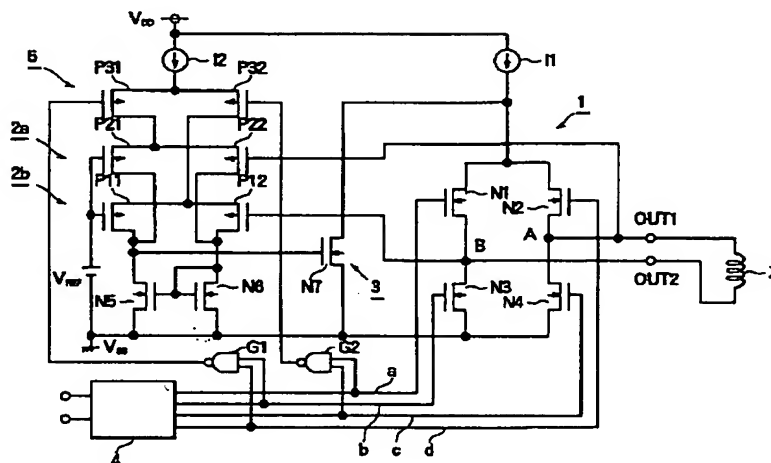 VDD
I2
I1
P31
P32
5
1
P21
P22
2a
2b
P11
P12
N1
N2
A
OUT1
B
OUT2
VREF
N5
N6
N7
3
N3
N4
VSS
G1
G2
a
b
c
d
4